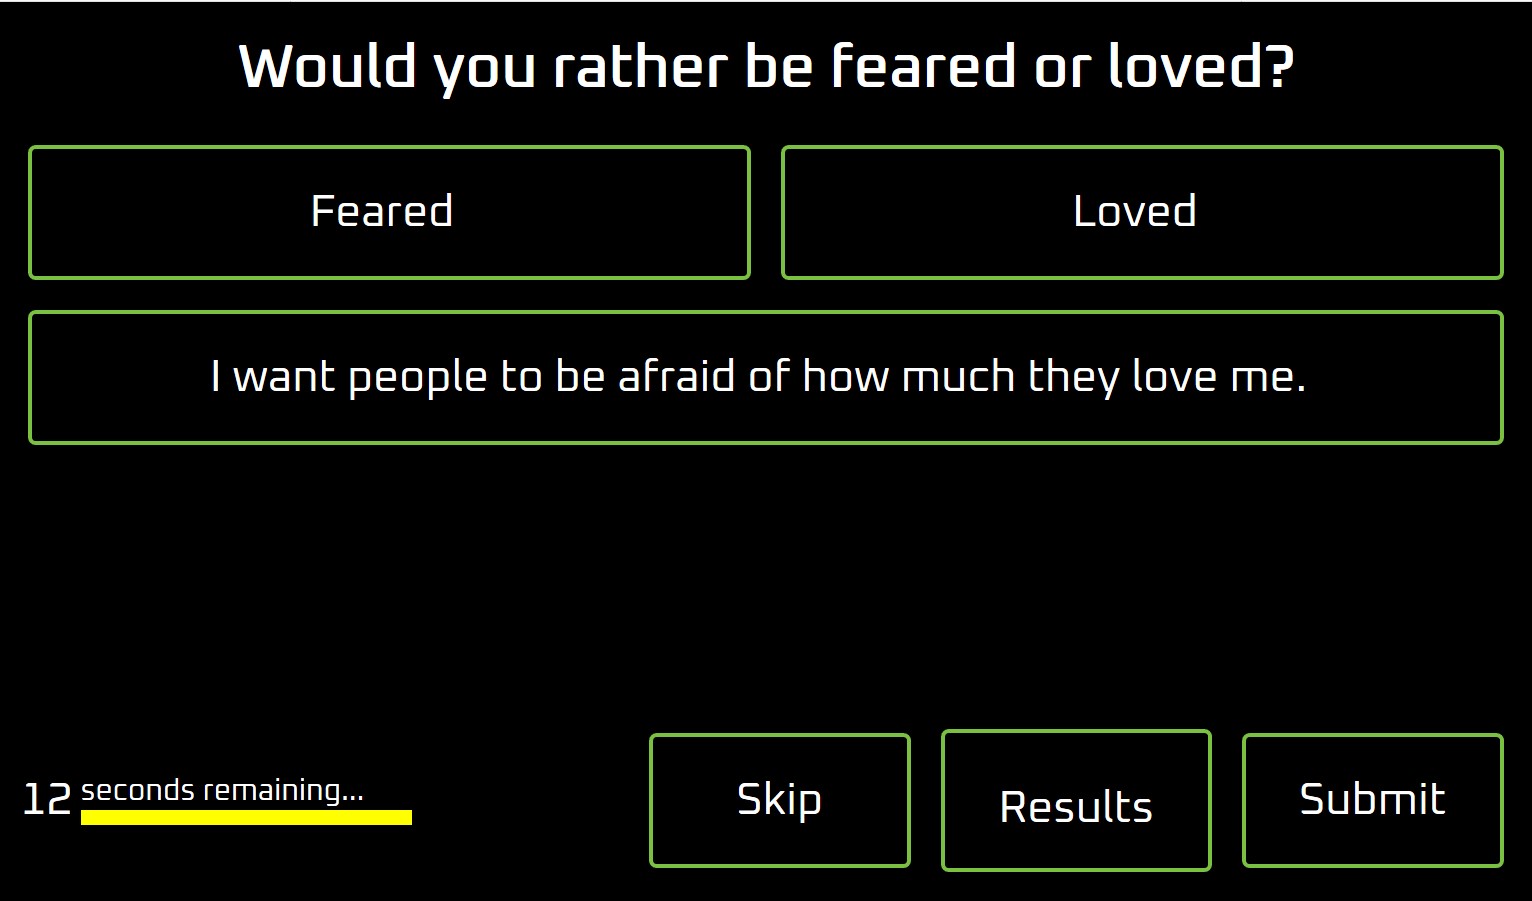 Would you rather be feared or loved?
Feared
Loved
I want people to be afraid of how much they love me.
12 seconds remaining...
Skip
Results
Submit